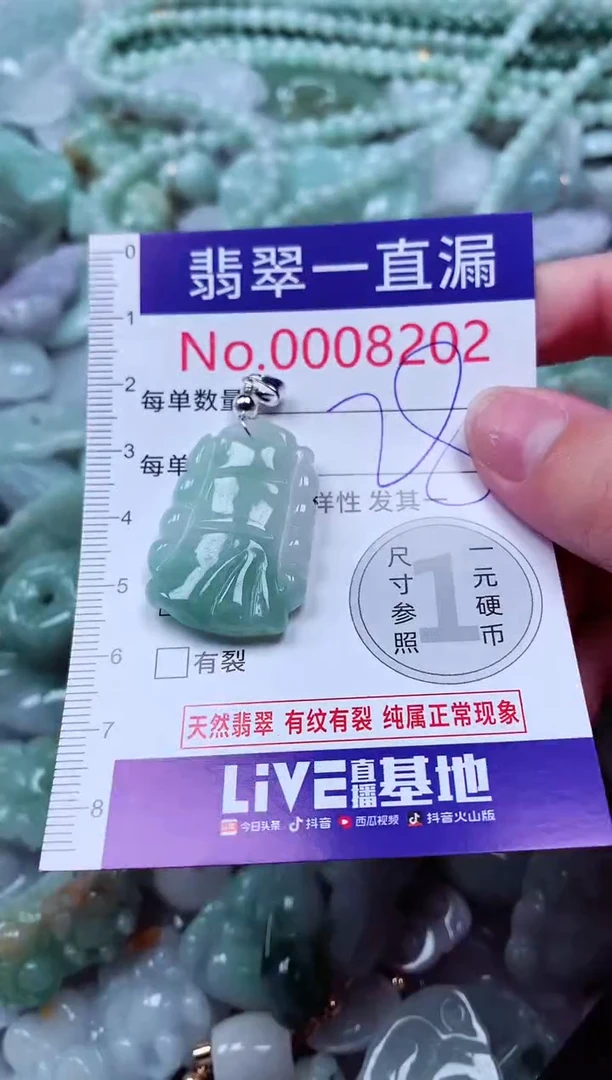 翡翠一直漏
No.0008202
每单数量
28
每单
样性 发其一
尺寸参照
1
一元硬币
有裂
天然翡翠 有纹有裂 纯属正常现象
LiVE直播基地
今日头条 抖音 西瓜视频 抖音火山版
0
1
2
3
4
5
6
7
8